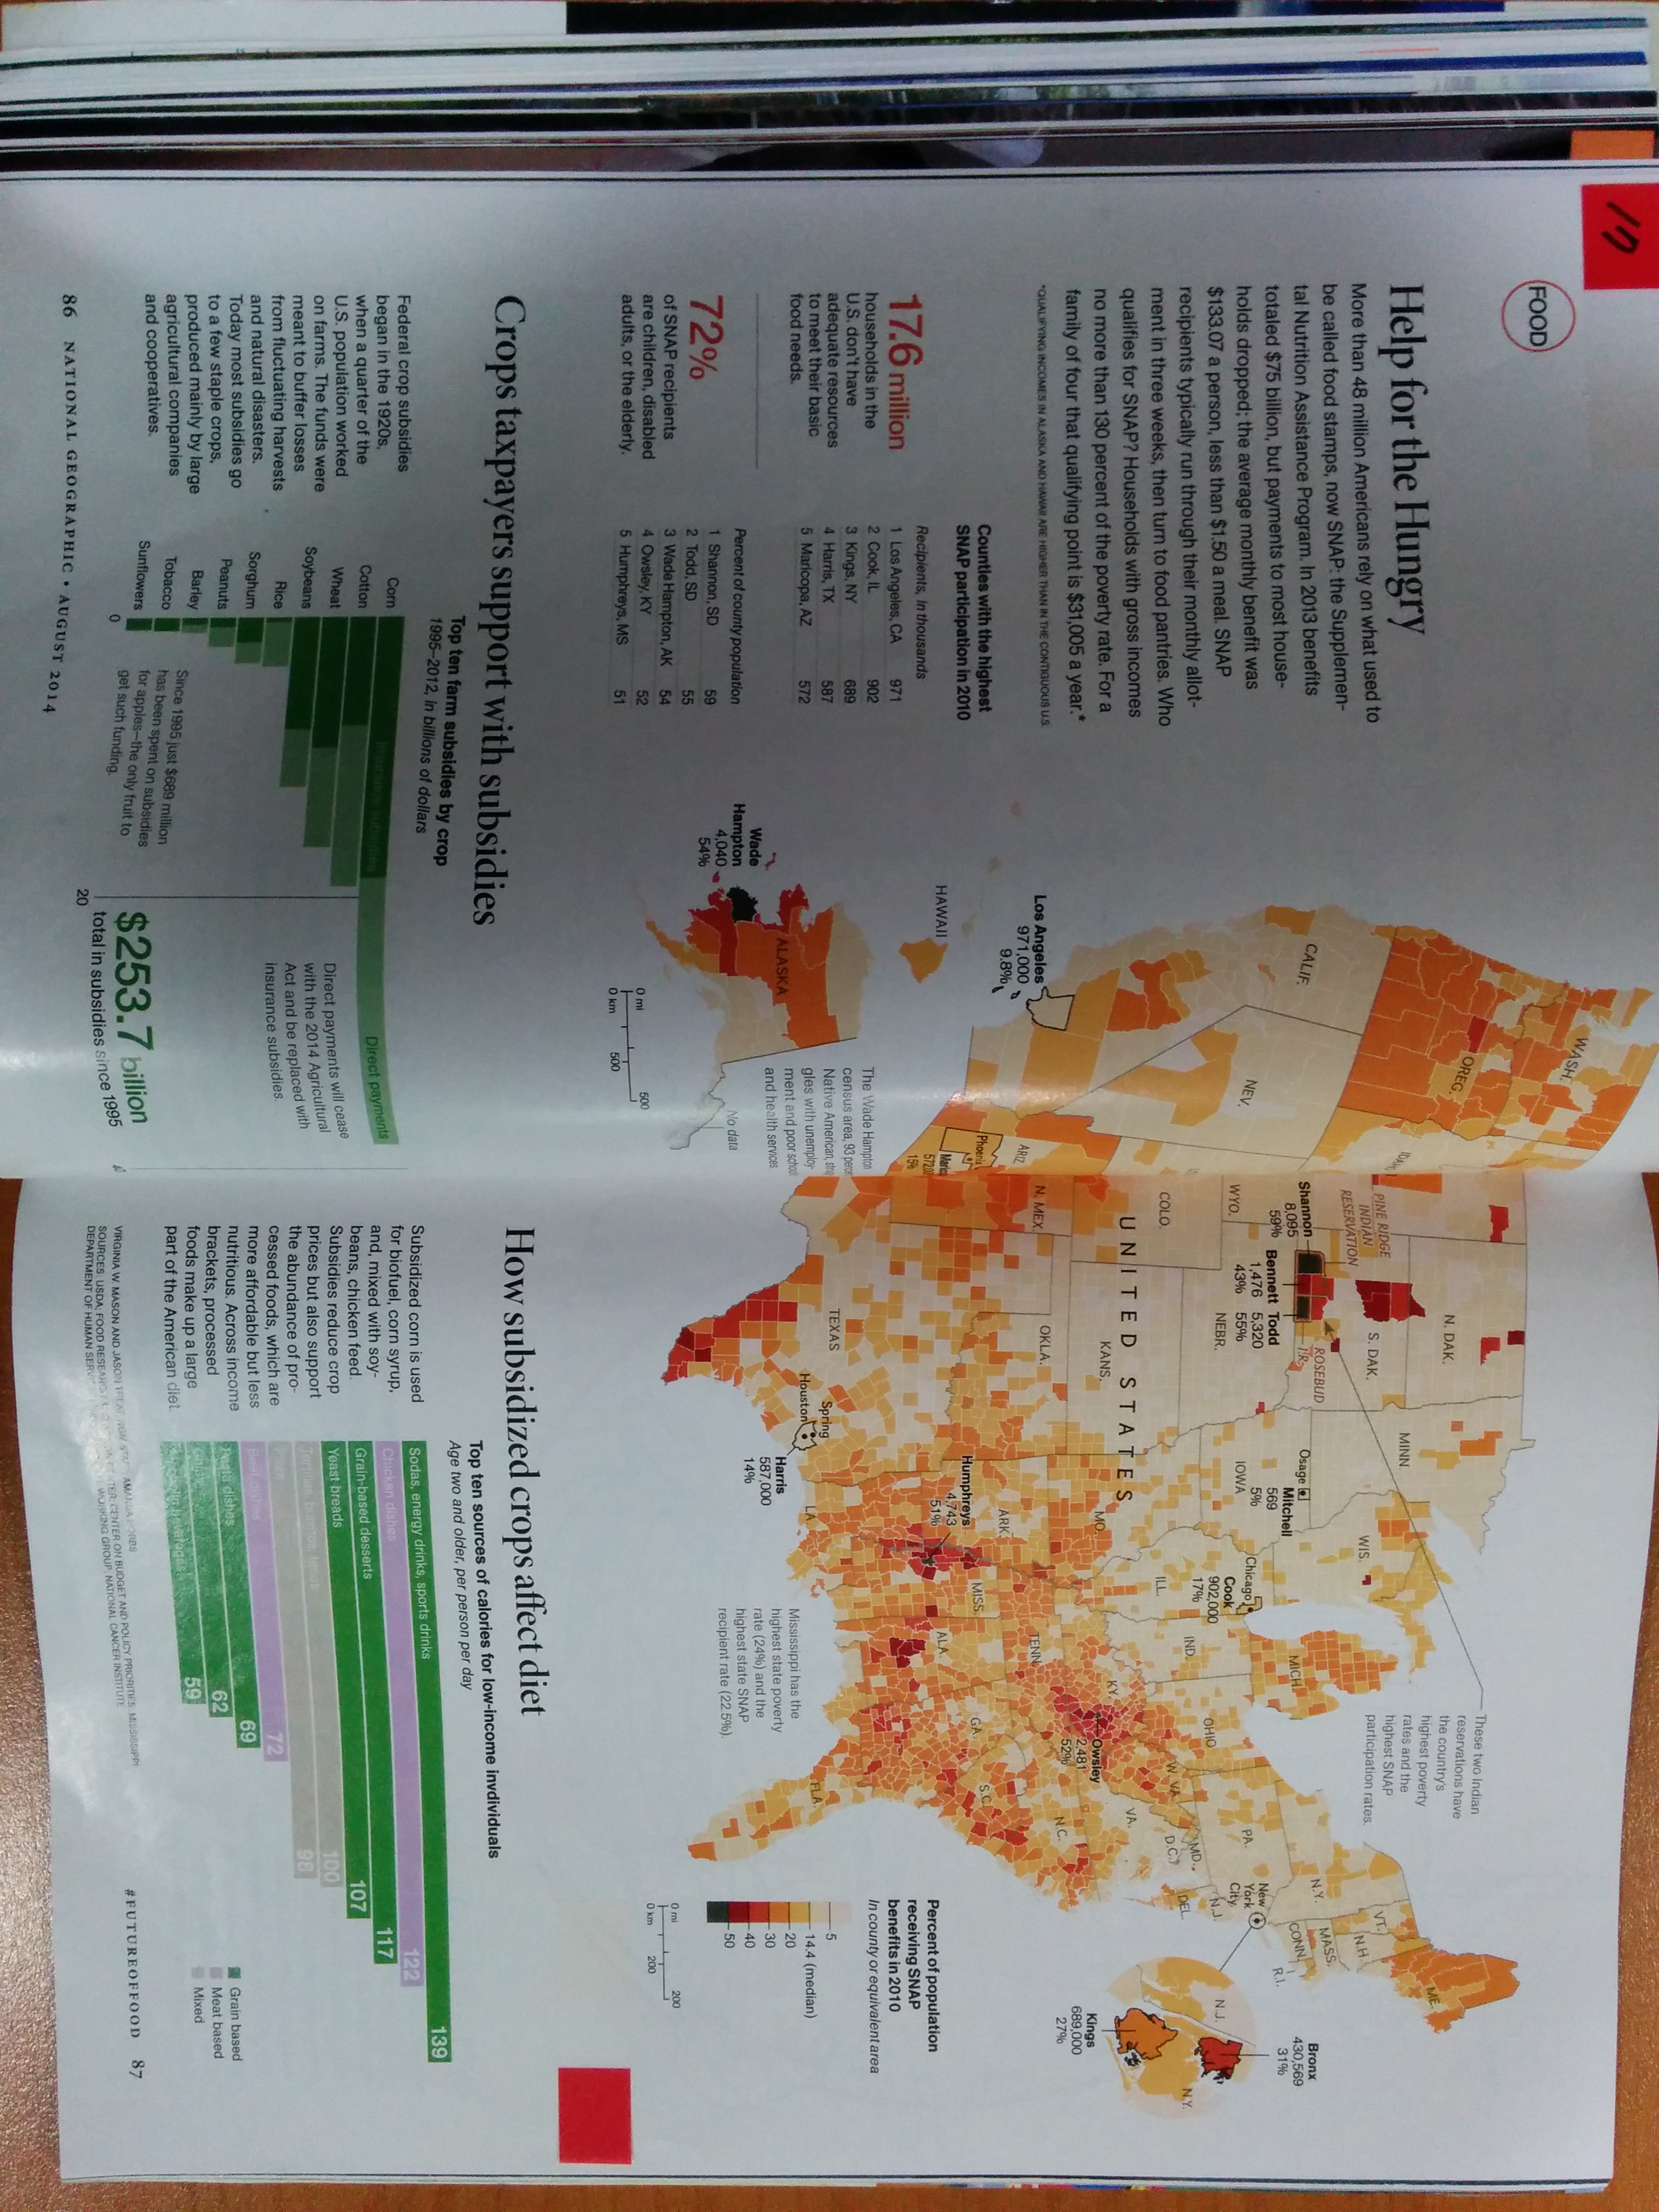 17
FOOD
Help for the Hungry
More than 48 million Americans rely on what used to
be called food stamps, now SNAP: the Supplemen-
tal Nutrition Assistance Program. In 2013 benefits
totaled $75 billion, but payments to most house-
holds dropped; the average monthly benefit was
$133.07 a person, less than $1.50 a meal. SNAP
recipients typically run through their monthly allot-
ment in three weeks, then turn to food pantries. Who
qualifies for SNAP? Households with gross incomes
no more than 130 percent of the poverty rate. For a
family of four that qualifying point is $31,005 a year.*
*QUALIFYING INCOMES IN ALASKA AND HAWAII ARE HIGHER THAN IN THE CONTIGUOUS U.S.
17.6 million
households in the
U.S. don't have
adequate resources
to meet their basic
food needs.
72%
of SNAP recipients
are children, disabled
adults, or the elderly.
Counties with the highest
SNAP participation in 2010
Recipients, in thousands
1 Los Angeles, CA 971
2 Cook, IL 902
3 Kings, NY 689
4 Harris, TX 587
5 Maricopa, AZ 572
Percent of county population
1 Shannon, SD 59
2 Todd, SD 55
3 Wade Hampton, AK 54
4 Owsley, KY 52
5 Humphreys, MS 51
WASH.
OREG.
CALIF.
NEV.
ARIZ.
WYO.
COLO.
N. MEX.
N. DAK.
S. DAK.
NEBR.
KANS.
OKLA.
TEXAS
MINN.
IOWA
MO.
ARK.
LA.
WIS.
ILL.
IND.
MICH.
OHIO
KY.
TENN.
MISS.
ALA.
GA.
FLA.
S.C.
N.C.
VA.
W. VA.
D.C.
MD.
DEL.
PA.
N.J.
N.Y.
CONN.
R.I.
MASS.
VT.
N.H.
ME.
UNITED STATES
HAWAII
ALASKA
Los Angeles
971,000
9.8%
Wade
Hampton
4,040
54%
0 mi 500
0 km 500
No data
The Wade Hampton
census area, 93
Native American,
gles with unemploy-
ment and poor school
and health services
Phoenix
15%
PINE RIDGE
INDIAN
RESERVATION
Shannon
8,095
59%
Bennett
1,476
43%
Todd
5,320
55%
ROSEBUD
I.R.
These two Indian
reservations have
the country's
highest poverty
rates and the
highest SNAP
participation rates.
Osage
Mitchell
569
5%
Chicago
Cook
902,000
17%
Humphreys
4,743
51%
Spring
Houston
Harris
587,000
14%
Owsley
2,481
52%
Mississippi has the
highest state poverty
rate (24%) and the
highest state SNAP
recipient rate (22.5%).
New
York
City
N.J.
N.Y.
Bronx
430,569
31%
Kings
689,000
27%
Percent of population
receiving SNAP
benefits in 2010
In county or equivalent area
5
14.4 (median)
20
30
40
50
0 mi 200
0 km 200
Crops taxpayers support with subsidies
Federal crop subsidies
began in the 1920s,
when a quarter of the
U.S. population worked
on farms. The funds were
meant to buffer losses
from fluctuating harvests
and natural disasters.
Today most subsidies go
to a few staple crops,
produced mainly by large
agricultural companies
and cooperatives.
Top ten farm subsidies by crop
1995–2012, in billions of dollars
Corn
Insurance subsidies
Direct payments
Cotton
Wheat
Soybeans
Rice
Sorghum
Peanuts
Barley
Tobacco
Sunflowers
0
20
Since 1995 just $689 million
has been spent on subsidies
for apples—the only fruit to
get such funding.
Direct payments will cease
with the 2014 Agricultural
Act and be replaced with
insurance subsidies.
$253.7 billion
total in subsidies since 1995
86 NATIONAL GEOGRAPHIC • AUGUST 2014
How subsidized crops affect diet
Subsidized corn is used
for biofuel, corn syrup,
and, mixed with soy-
beans, chicken feed.
Subsidies reduce crop
prices but also support
the abundance of pro-
cessed foods, which are
more affordable but less
nutritious. Across income
brackets, processed
foods make up a large
part of the American diet.
Top ten sources of calories for low-income invdividuals
Age two and older, per person per day
Sodas, energy drinks, sports drinks 139
Chicken dishes 122
Grain-based desserts 117
Yeast breads 107
Tortillas, burritos, tacos 100
Pizza 98
Beef dishes 72
Pasta dishes 69
Chips 62
59
Grain based
Meat based
Mixed
VIRGINIA W. MASON AND JASON TREAT, NGM STAFF; AMANDA HOBBS
SOURCES: USDA; FOOD RESEARCH CENTER; CENTER ON BUDGET AND POLICY PRIORITIES; MISSISSIPPI
DEPARTMENT OF HUMAN WORKING GROUP; NATIONAL CANCER INSTITUTE
#FUTUREOFFOOD 87